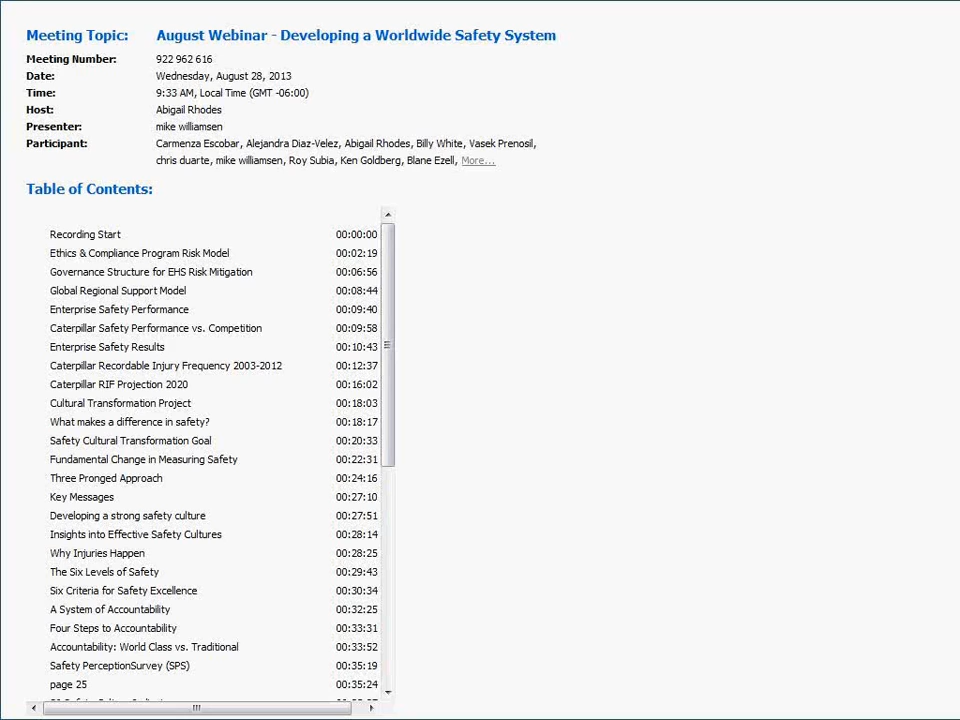 Meeting Topic: August Webinar - Developing a Worldwide Safety System
Meeting Number: 922 962 616
Date: Wednesday, August 28, 2013
Time: 9:33 AM, Local Time (GMT -06:00)
Host: Abigail Rhodes
Presenter: mike williamsen
Participant: Carmenza Escobar, Alejandra Diaz-Velez, Abigail Rhodes, Billy White, Vasek Prenosil,
chris duarte, mike williamsen, Roy Subia, Ken Goldberg, Blane Ezell, More...
Table of Contents:
Recording Start 00:00:00
Ethics & Compliance Program Risk Model 00:02:19
Governance Structure for EHS Risk Mitigation 00:06:56
Global Regional Support Model 00:08:44
Enterprise Safety Performance 00:09:40
Caterpillar Safety Performance vs. Competition 00:09:58
Enterprise Safety Results 00:10:43
Caterpillar Recordable Injury Frequency 2003-2012 00:12:37
Caterpillar RIF Projection 2020 00:16:02
Cultural Transformation Project 00:18:03
What makes a difference in safety? 00:18:17
Safety Cultural Transformation Goal 00:20:33
Fundamental Change in Measuring Safety 00:22:31
Three Pronged Approach 00:24:16
Key Messages 00:27:10
Developing a strong safety culture 00:27:51
Insights into Effective Safety Cultures 00:28:14
Why Injuries Happen 00:28:25
The Six Levels of Safety 00:29:43
Six Criteria for Safety Excellence 00:30:34
A System of Accountability 00:32:25
Four Steps to Accountability 00:33:31
Accountability: World Class vs. Traditional 00:33:52
Safety PerceptionSurvey (SPS) 00:35:19
page 25 00:35:24